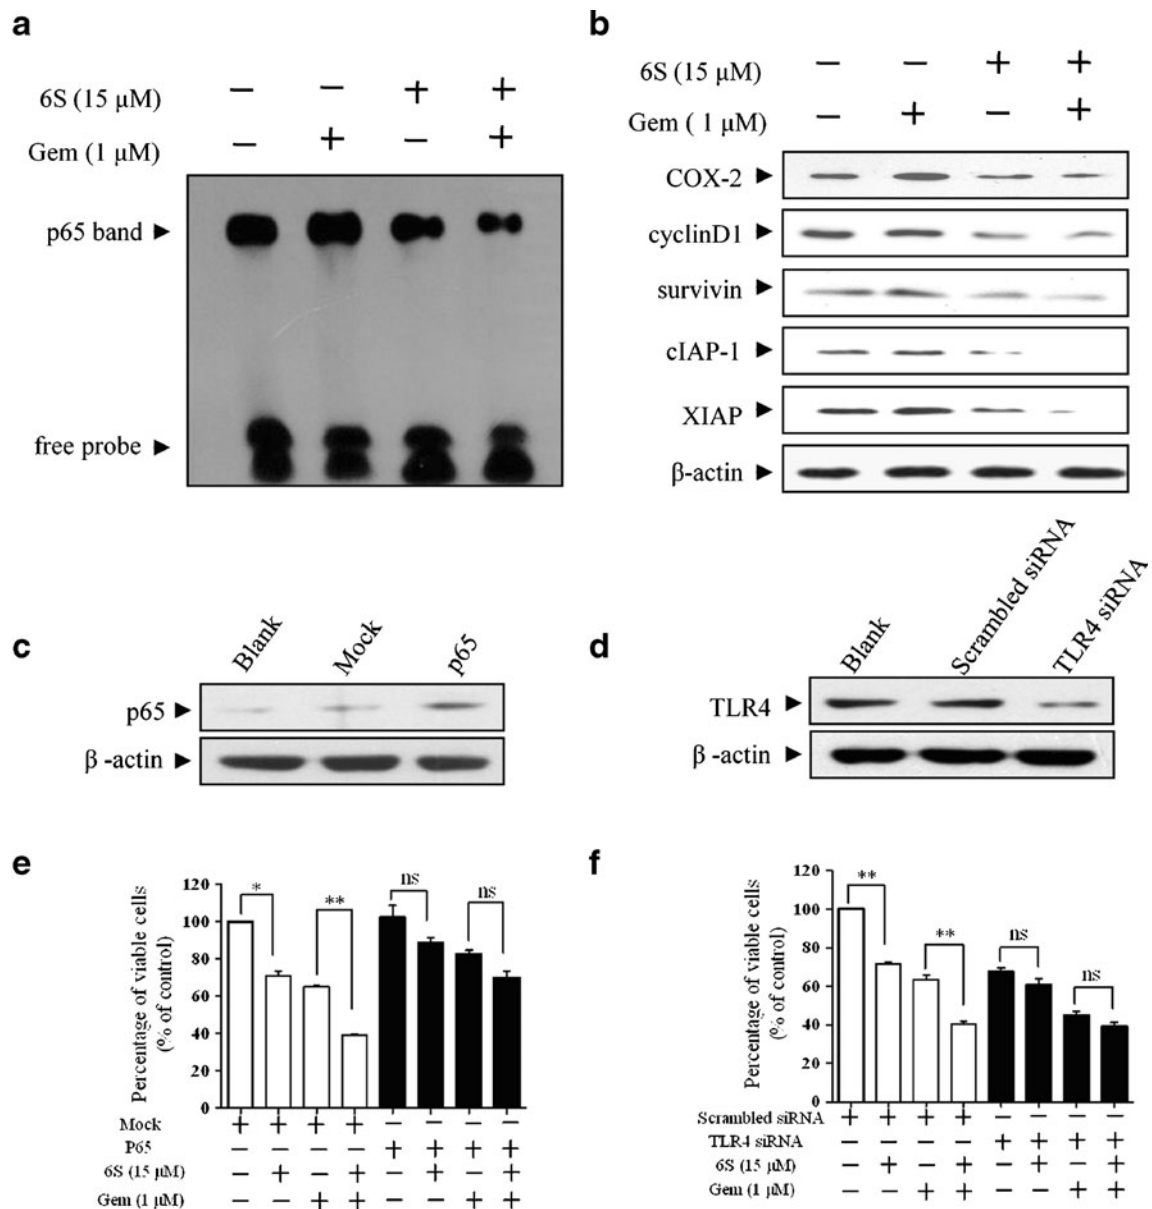 a
6S (15 μM) − − + +
Gem (1 μM) − + − +
p65 band ►
free probe ►
b
6S (15 μM) − − + +
Gem ( 1 μM) − + − +
COX-2 ►
cyclinD1 ►
survivin ►
cIAP-1 ►
XIAP ►
β-actin ►
c
Blank Mock p65
p65 ►
β -actin ►
d
Blank Scrambled siRNA TLR4 siRNA
TLR4 ►
β -actin ►
e
Percentage of viable cells
(% of control)
120
100
80
60
40
20
0
* ** ns ns
Mock + + + + − − − −
P65 − − − − + + + +
6S (15 μM) − + − + − + − +
Gem (1 μM) − − + + − − + +
f
Percentage of viable cells
(% of control)
120
100
80
60
40
20
0
** ** ns ns
Scrambled siRNA + + + + − − − −
TLR4 siRNA − − − − + + + +
6S (15 μM) − + − + − + − +
Gem (1 μM) − − + + − − + +